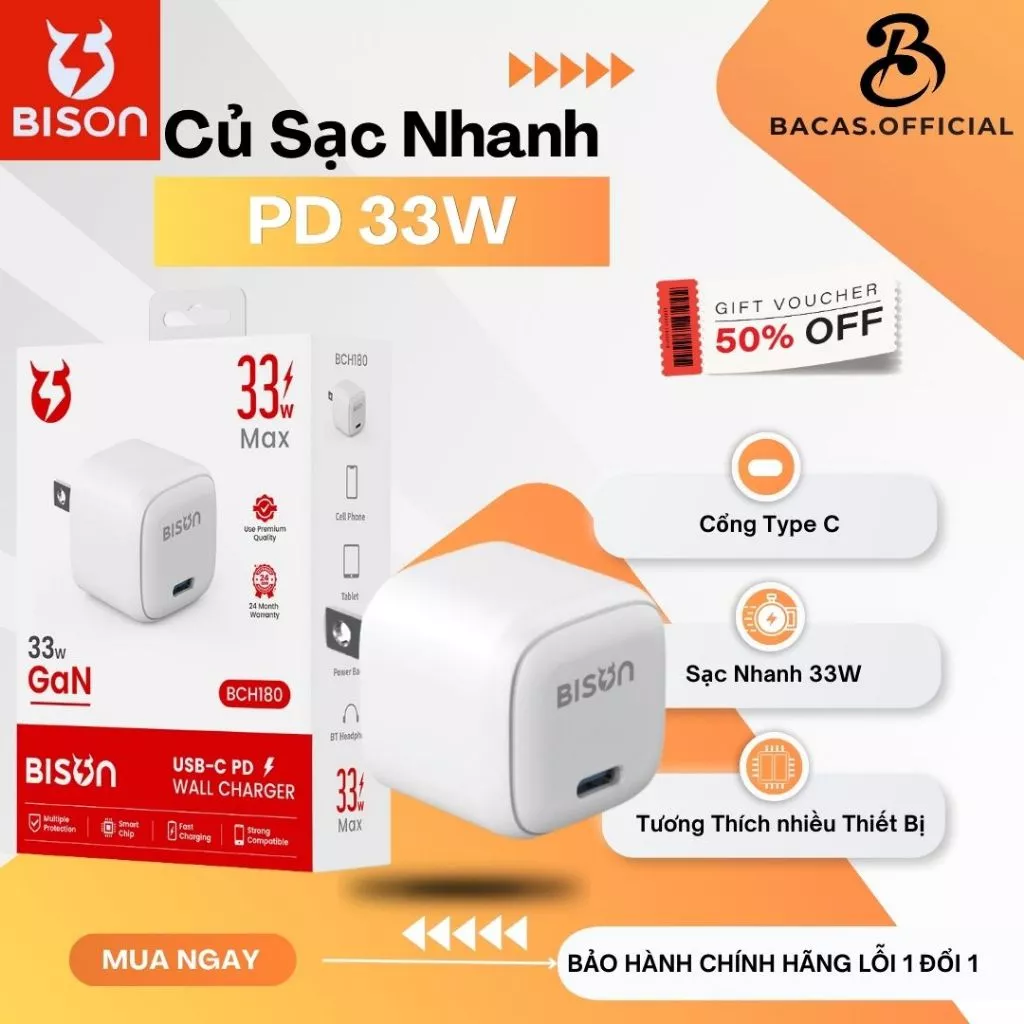 BISON
Củ Sạc Nhanh
PD 33W
BACAS.OFFICIAL
GIFT VOUCHER
50% OFF
33W
Max
BCH180
Use Premium
Quality
24 Month
Warranty
33W
GaN
BCH180
BISON
USB-C PD
WALL CHARGER
Multiple
Protection
Smart
Chip
Fast
Charging
Strong
Compatible
Cell Phone
Tablet
Power
BT
33W
Max
BISON
BISON
Cổng Type C
Sạc Nhanh 33W
Tương Thích nhiều Thiết Bị
MUA NGAY
BẢO HÀNH CHÍNH HÃNG LỖI 1 ĐỔI 1